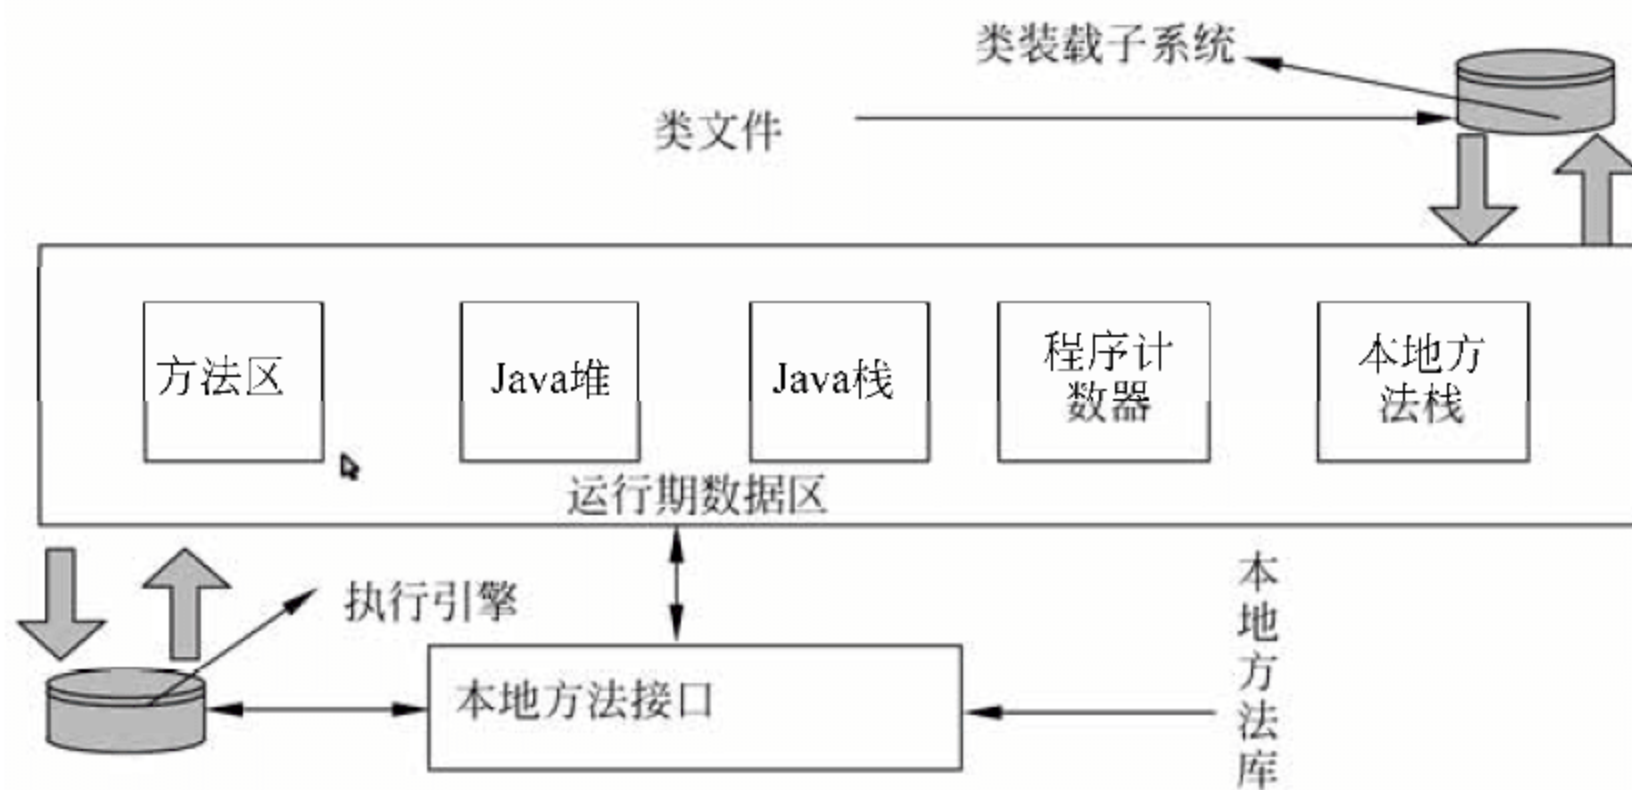 类装载子系统
类文件
方法区
Java堆
Java栈
程序计
数器
本地方
法栈
运行期数据区
执行引擎
本地方法接口
本地方法库